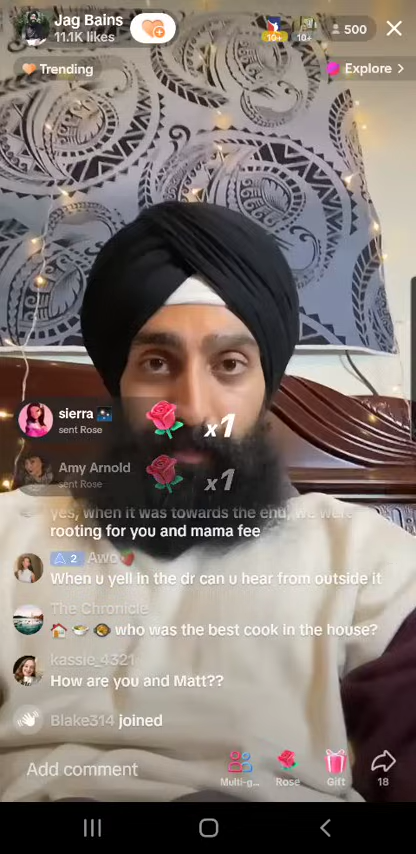 Jag Bains
11.1K likes
10+
10+
500
Trending
Explore >
sierra
sent Rose
x1
Amy Arnold
sent Rose
x1
yes, when it was towards the end, we were
rooting for you and mama fee
2 Awo
When u yell in the dr can u hear from outside it
The Chronicle
who was the best cook in the house?
kassie_4321
How are you and Matt??
Blake314 joined
Add comment
Multi-g...
Rose
Gift
18